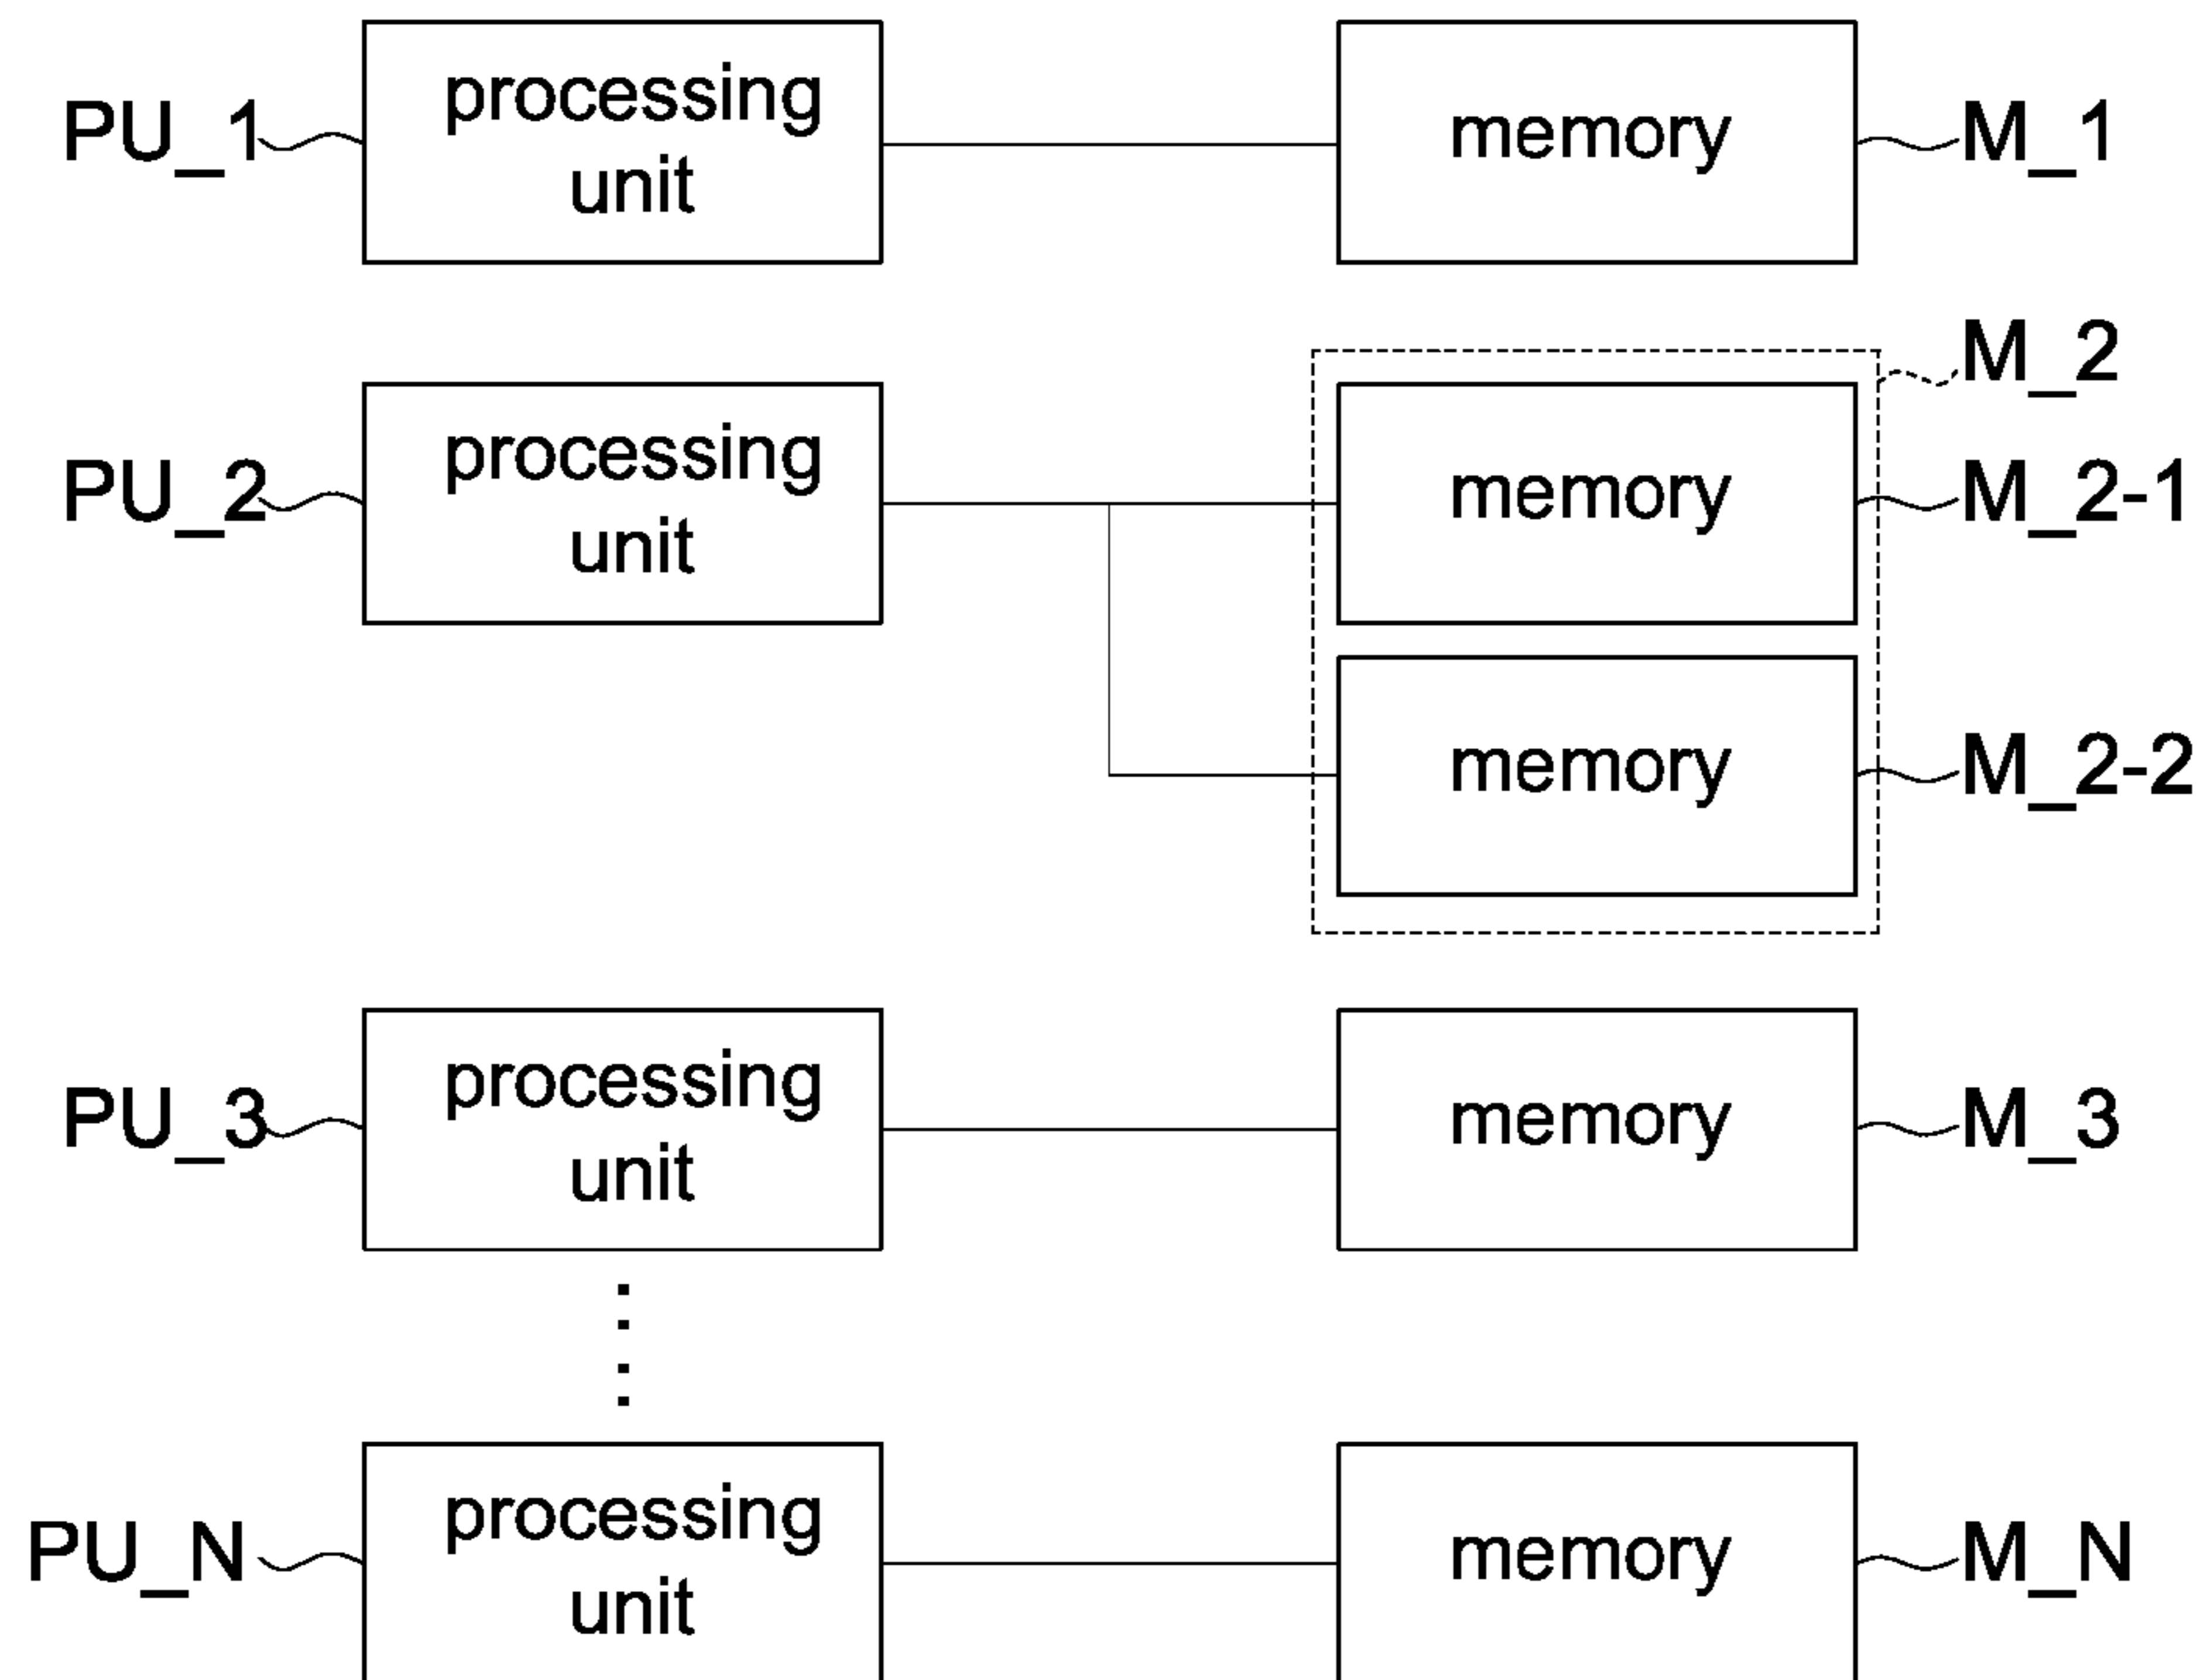 PU_1
processing
unit
memory
M_1
M_2
PU_2
processing
unit
memory
M_2-1
memory
M_2-2
PU_3
processing
unit
memory
M_3
PU_N
processing
unit
memory
M_N